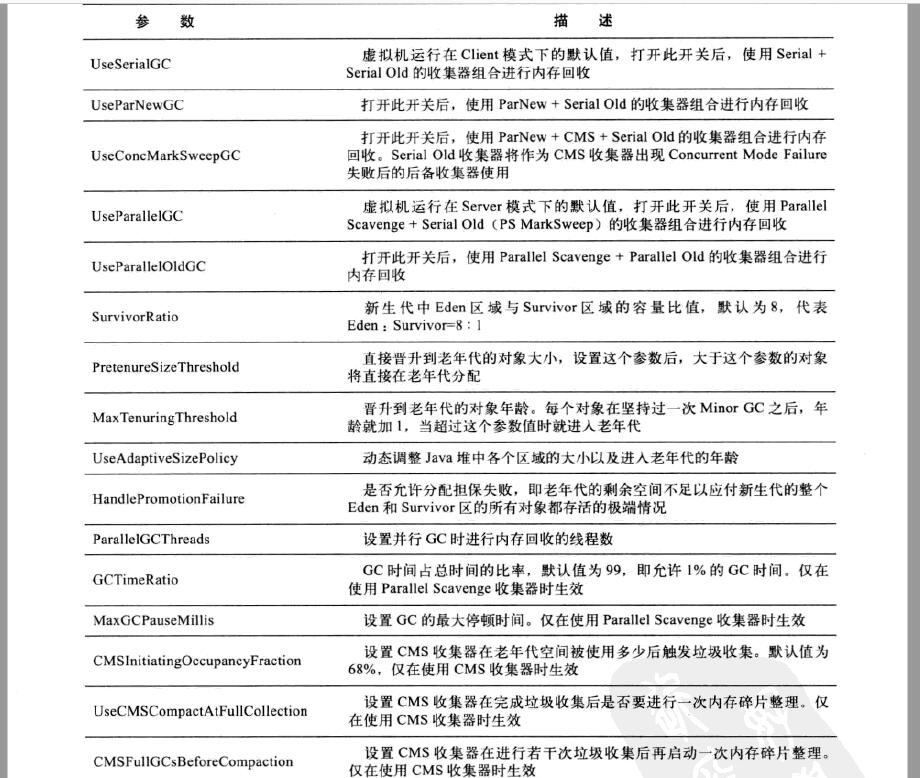 参 数 描 述
UseSerialGC 虚拟机运行在 Client 模式下的默认值，打开此开关后，使用 Serial +
Serial Old 的收集器组合进行内存回收
UseParNewGC 打开此开关后，使用 ParNew + Serial Old 的收集器组合进行内存回收
打开此开关后，使用 ParNew + CMS + Serial Old 的收集器组合进行内存
UseConcMarkSweepGC 回收。Serial Old 收集器将作为 CMS 收集器出现 Concurrent Mode Failure
失败后的后备收集器使用
UseParallelGC 虚拟机运行在 Server 模式下的默认值，打开此开关后，使用 Parallel
Scavenge + Serial Old（PS MarkSweep）的收集器组合进行内存回收
UseParallelOldGC 打开此开关后，使用 Parallel Scavenge + Parallel Old 的收集器组合进行
内存回收
SurvivorRatio 新生代中 Eden 区域与 Survivor 区域的容量比值，默认为 8，代表
Eden：Survivor=8：1
PretenureSizeThreshold 直接晋升到老年代的对象大小，设置这个参数后，大于这个参数的对象
将直接在老年代分配
MaxTenuringThreshold 晋升到老年代的对象年龄。每个对象在坚持过一次 Minor GC 之后，年
龄就加 1，当超过这个参数值时就进入老年代
UseAdaptiveSizePolicy 动态调整 Java 堆中各个区域的大小以及进入老年代的年龄
HandlePromotionFailure 是否允许分配担保失败，即老年代的剩余空间不足以应付新生代的整个
Eden 和 Survivor 区的所有对象都存活的极端情况
ParallelGCThreads 设置并行 GC 时进行内存回收的线程数
GCTimeRatio GC 时间占总时间的比率，默认值为 99，即允许 1% 的 GC 时间。仅在
使用 Parallel Scavenge 收集器时生效
MaxGCPauseMillis 设置 GC 的最大停顿时间。仅在使用 Parallel Scavenge 收集器时生效
CMSInitiatingOccupancyFraction 设置 CMS 收集器在老年代空间被使用多少后触发垃圾收集。默认值为
68%，仅在使用 CMS 收集器时生效
UseCMSCompactAtFullCollection 设置 CMS 收集器在完成垃圾收集后是否要进行一次内存碎片整理。仅
在使用 CMS 收集器时生效
CMSFullGCsBeforeCompaction 设置 CMS 收集器在进行若干次垃圾收集后再启动一次内存碎片整理。
仅在使用 CMS 收集器时生效